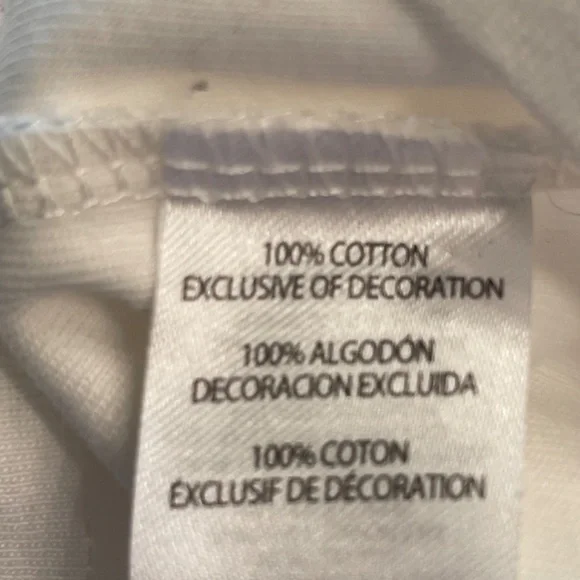 100% COTTON
EXCLUSIVE OF DECORATION
100% ALGODÓN
DECORACION EXCLUIDA
100% COTON
EXCLUSIF DE DÉCORATION